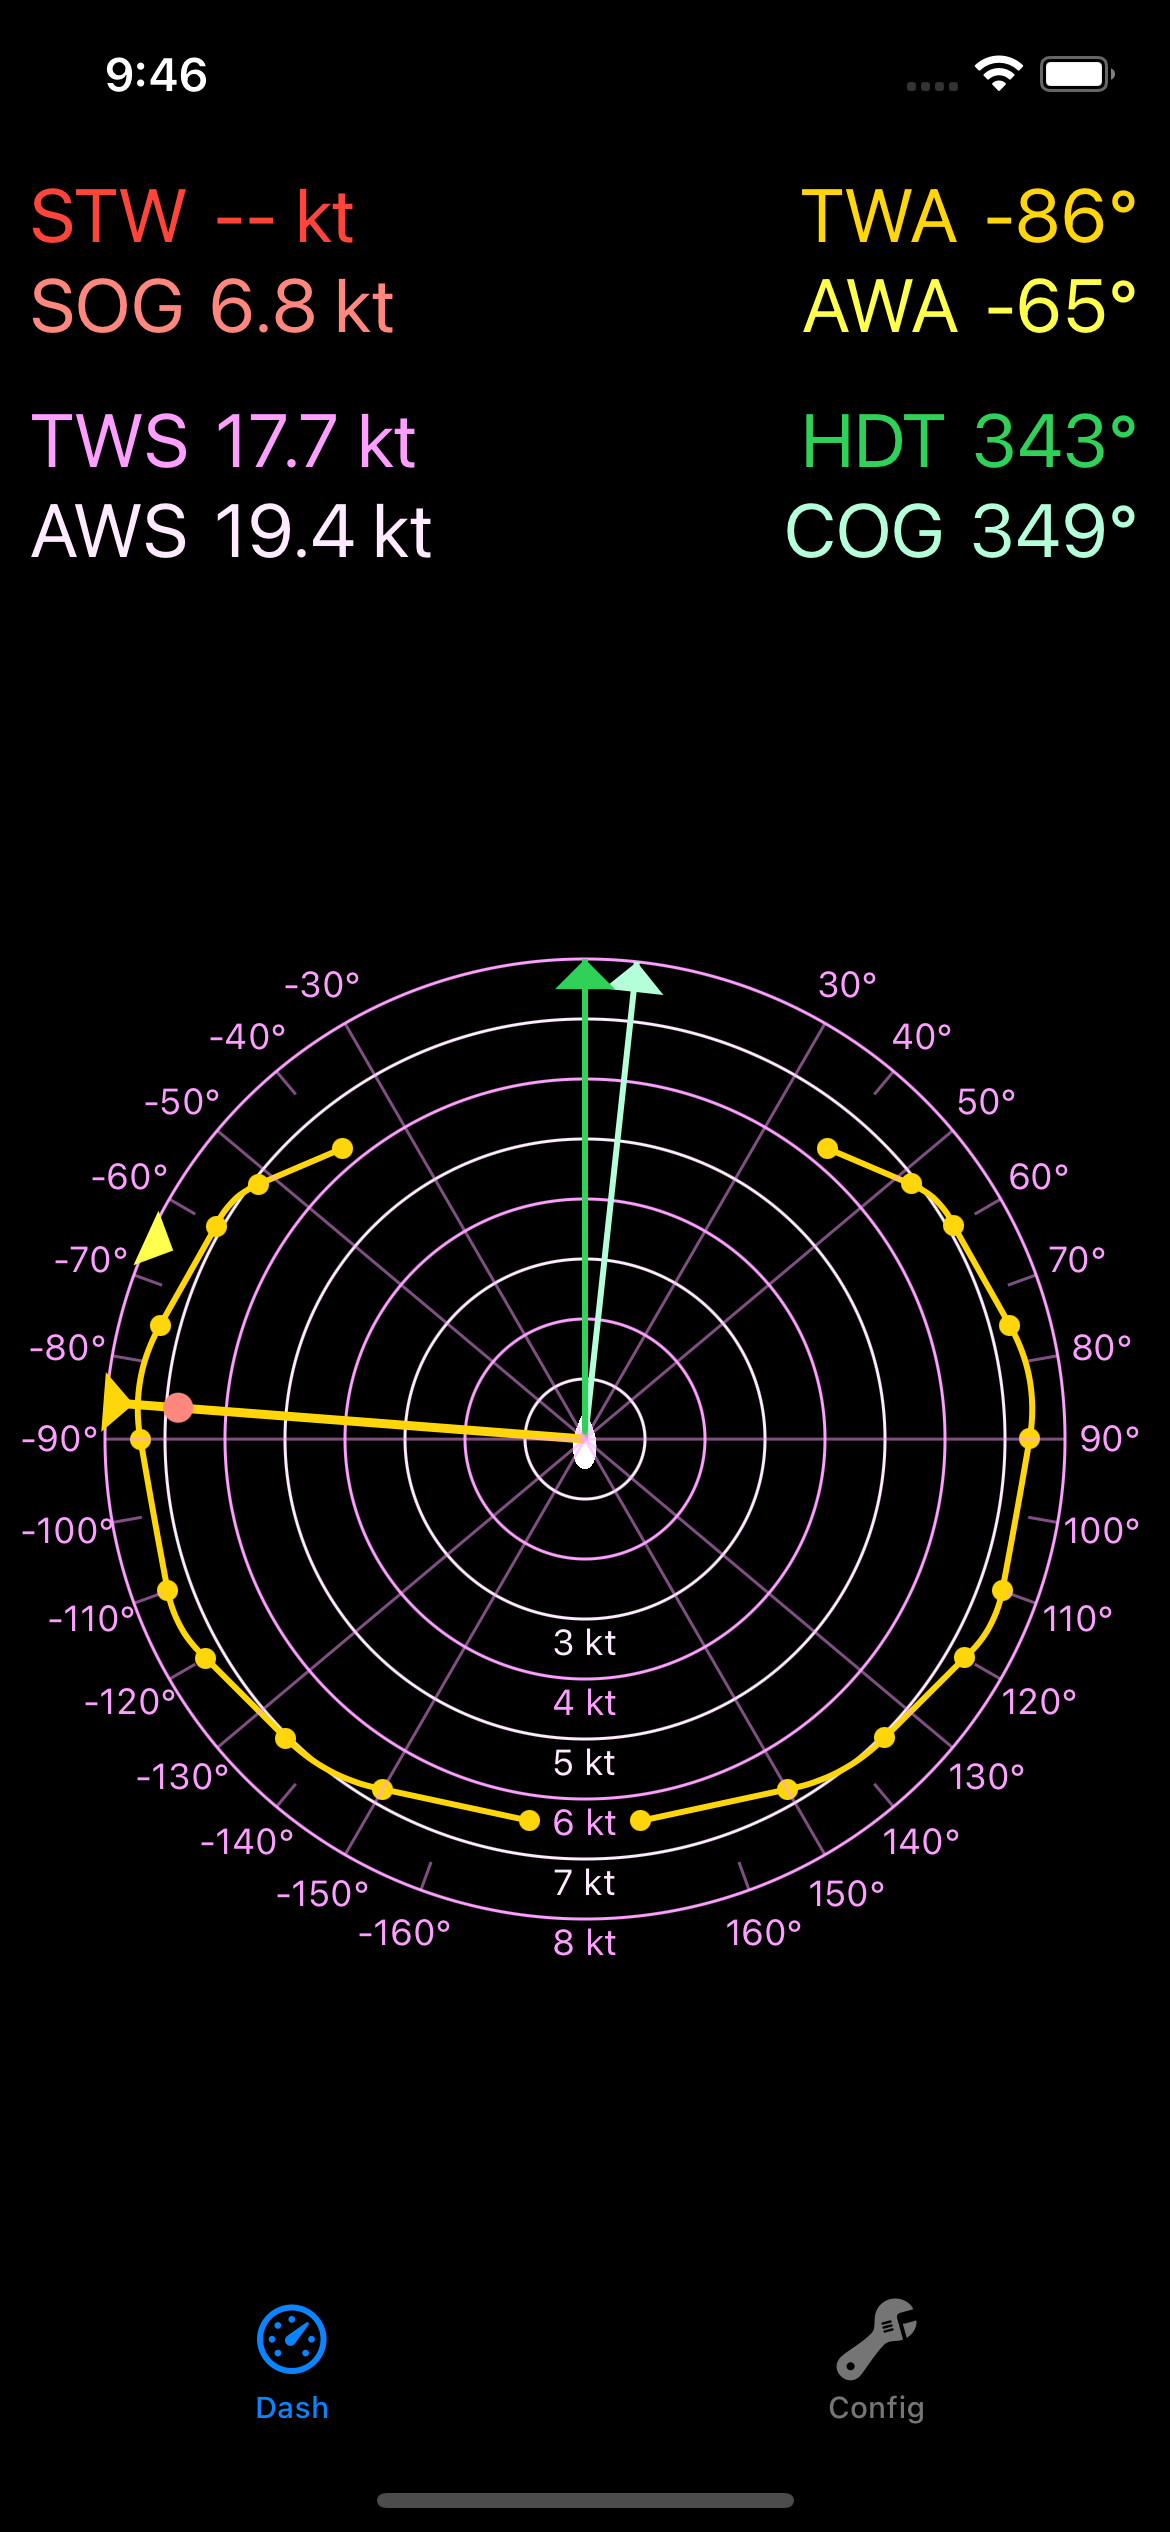 9:46
STW -- kt
TWA -86°
SOG 6.8 kt
AWA -65°
TWS 17.7 kt
HDT 343°
AWS 19.4 kt
COG 349°
-30°
30°
-40°
40°
-50°
50°
-60°
60°
-70°
70°
-80°
80°
-90°
90°
-100°
100°
-110°
110°
3 kt
-120°
4 kt
120°
5 kt
-130°
130°
6 kt
-140°
140°
7 kt
-150°
150°
-160°
8 kt
160°
Dash
Config